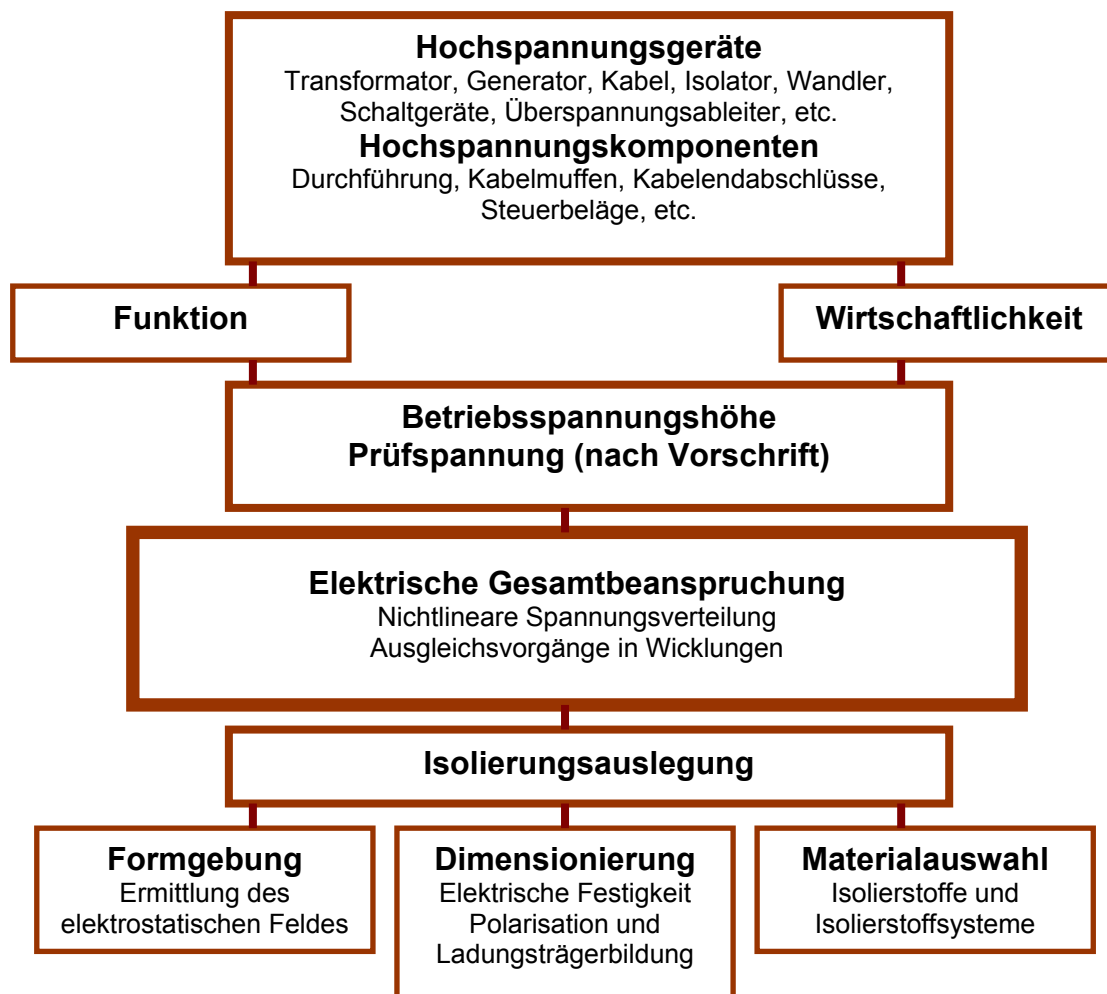 Hochspannungsgeräte
Transformator, Generator, Kabel, Isolator, Wandler,
Schaltgeräte, Überspannungsableiter, etc.
Hochspannungskomponenten
Durchführung, Kabelmuffen, Kabelendabschlüsse,
Steuerbeläge, etc.
Funktion
Wirtschaftlichkeit
Betriebsspannungshöhe
Prüfspannung (nach Vorschrift)
Elektrische Gesamtbeanspruchung
Nichtlineare Spannungsverteilung
Ausgleichsvorgänge in Wicklungen
Isolierungsauslegung
Formgebung
Ermittlung des
elektrostatischen Feldes
Dimensionierung
Elektrische Festigkeit
Polarisation und
Ladungsträgerbildung
Materialauswahl
Isolierstoffe und
Isolierstoffsysteme